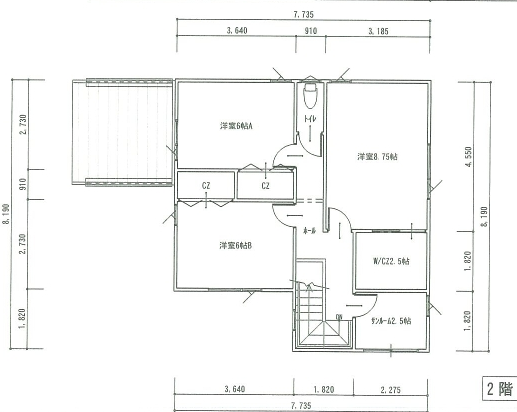 7.735
3.640 910 3.185
トイレ
洋室6帖A
洋室8.75帖
2.730
4.550
CZ
CZ
910
8.190
8.190
ホール
洋室6帖B
2.730
W/CZ2.5帖
1.820
サンルーム2.5帖
DN
1.820
1.820
3.640 1.820 2.275
7.735
2階